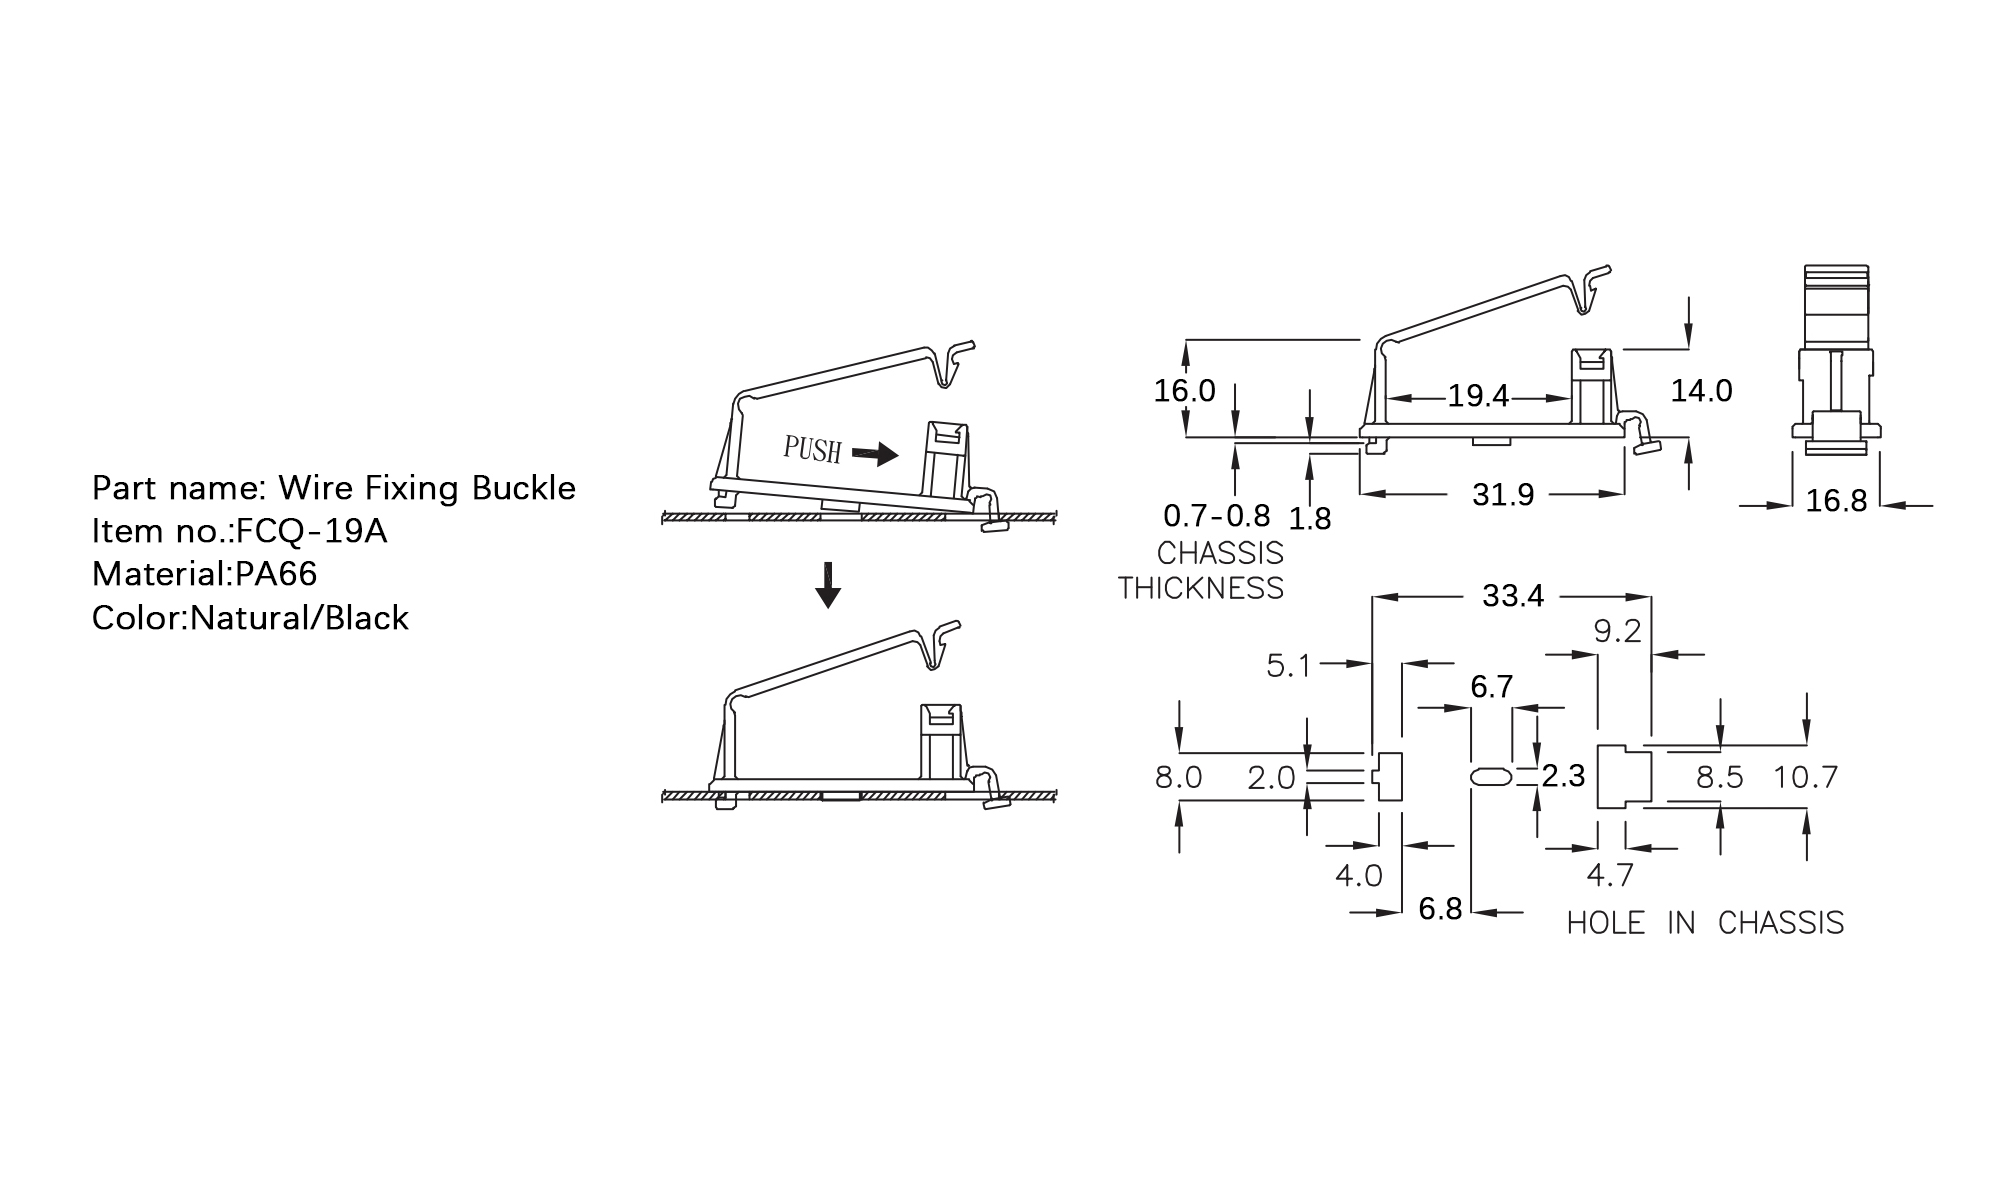 Part name: Wire Fixing Buckle
Item no.:FCQ-19A
Material:PA66
Color:Natural/Black
PUSH
16.0
19.4
14.0
31.9
16.8
0.7-0.8
1.8
CHASSIS
THICKNESS
33.4
9.2
5.1
6.7
8.0
2.0
2.3
8.5
10.7
4.0
4.7
6.8
HOLE IN CHASSIS